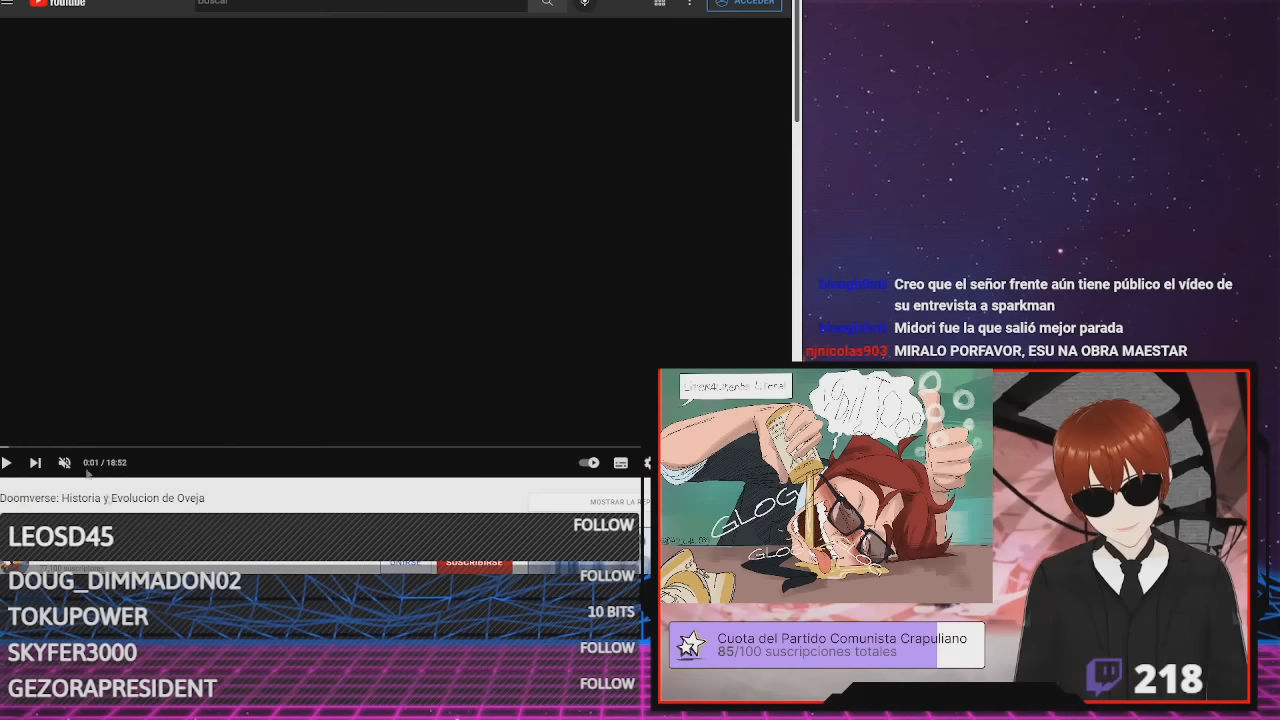 YouTube
Buscar
ACCEDER
Creo que el señor frente aún tiene público el vídeo de
su entrevista a sparkman
Midori fue la que salió mejor parada
njnicolas903 MIRALO PORFAVOR, ESU NA OBRA MAESTAR
0:01 / 18:52
Doomverse: Historia y Evolucion de Oveja
MOSTRAR LA REP
LEOSD45 FOLLOW
UNIRSE SUSCRIBIRSE
DOUG_DIMMADON02 FOLLOW
TOKUPOWER 10 BITS
SKYFER3000 FOLLOW
GEZORAPRESIDENT FOLLOW
GLOG
GLOG
Cuota del Partido Comunista Crapuliano
85/100 suscripciones totales
218